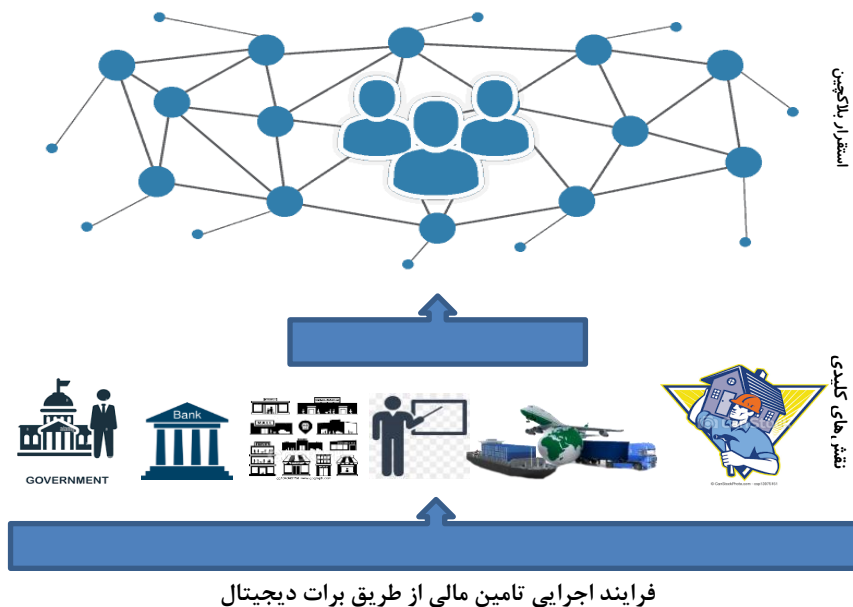 استقرار بلاکچین
نقش‌های کلیدی
Bank
GOVERNMENT
فرایند اجرایی تامین مالی از طریق برات دیجیتال